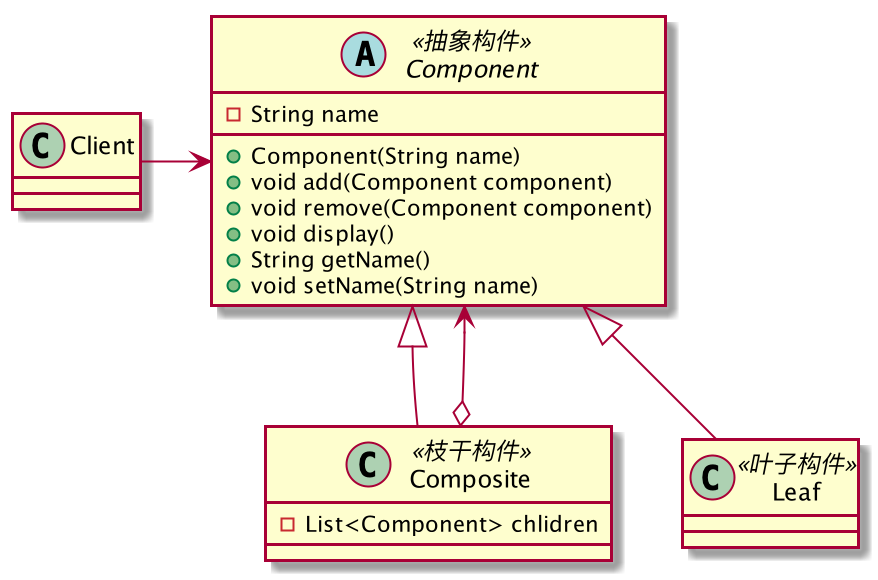 «抽象构件»
A
Component
String name
C
Client
Component(String name)
void add(Component component)
void remove(Component component)
void display()
String getName()
void setName(String name)
«枝干构件»
C
Composite
List<Component> chlidren
«叶子构件»
C
Leaf